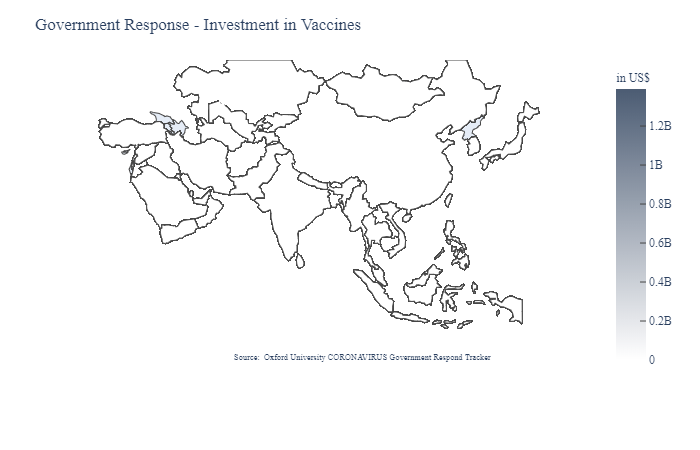 Government Response - Investment in Vaccines
in US$
1.2B
1B
0.8B
0.6B
0.4B
0.2B
0
Source: Oxford University CORONAVIRUS Government Respond Tracker